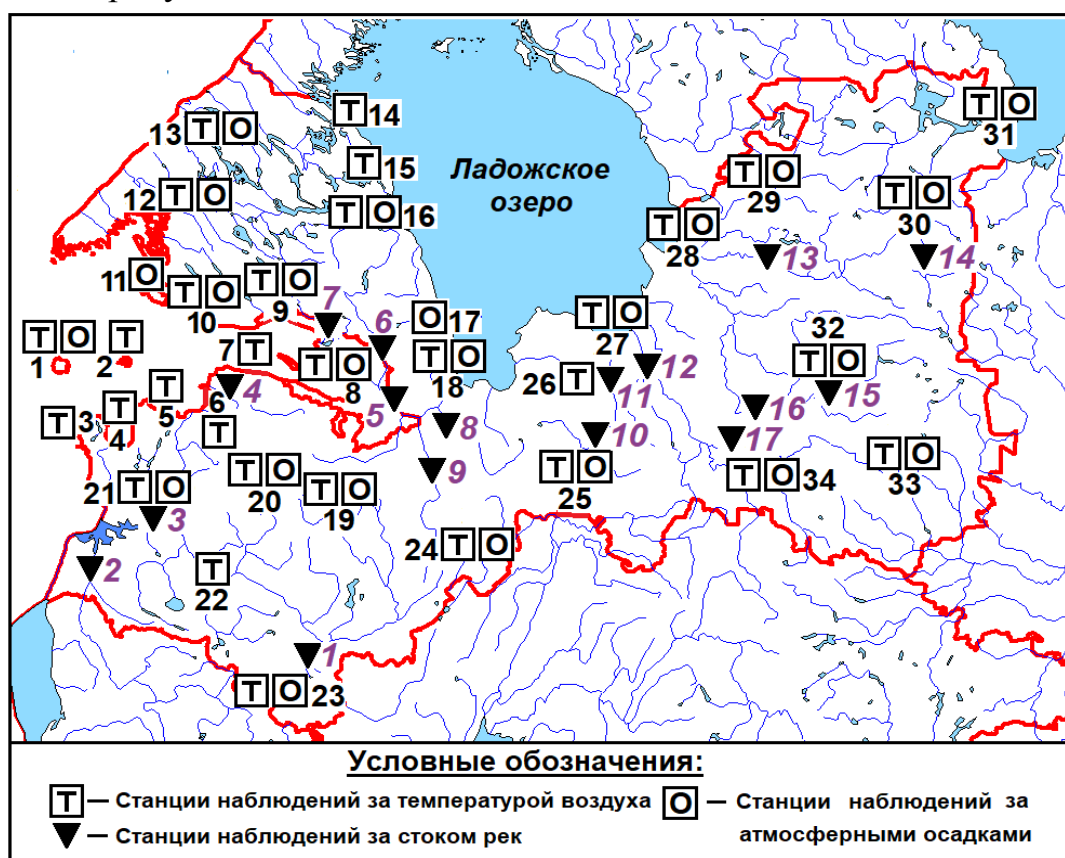 Т 14
13 Т О
Т О
31
Т 15
Ладожское
озеро
Т О
29
12 Т О
Т О 16
Т О
30
Т О
28
11 О
Т О
10
Т О
9
13
14
7
О 17
6
Т О
27
32
Т О
1
Т
2
7 Т
Т О
8
Т О
18
26 Т
11
12
Т О
15
Т
5
6
Т
4
5
16
Т 3
Т
4
8
10
17
9
21 Т О
3
Т О
20
Т О
19
Т О
25
Т О 34
Т О
33
24 Т О
2
Т
22
1
Т О 23
Условные обозначения:
Т – Станции наблюдений за температурой воздуха
О – Станции наблюдений за
атмосферными осадками
– Станции наблюдений за стоком рек